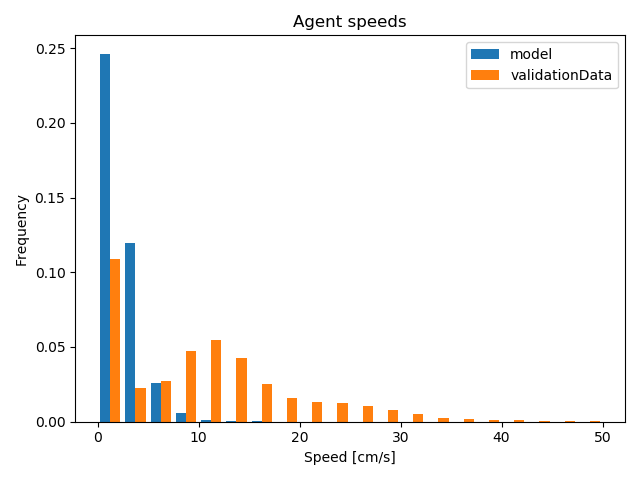 Agent speeds
model
validationData
Frequency
0.25
0.20
0.15
0.10
0.05
0.00
0 10 20 30 40 50
Speed [cm/s]